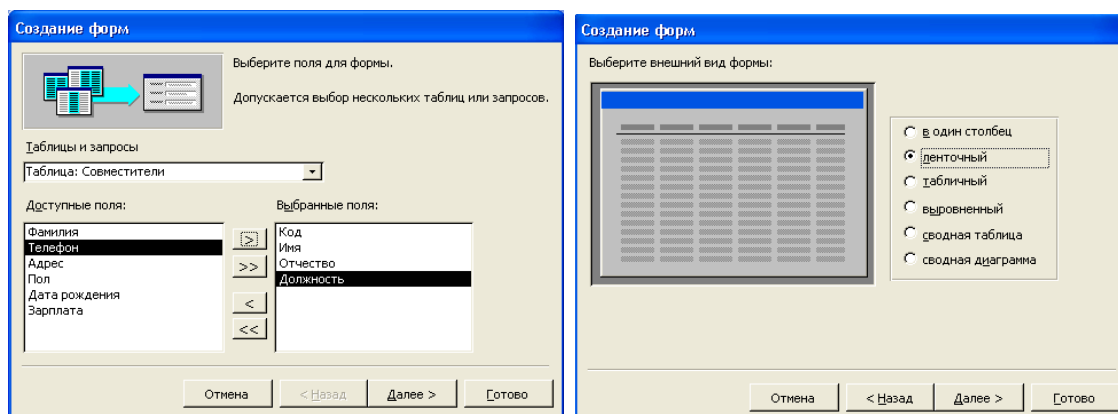 Создание форм
Выберите поля для формы.
Допускается выбор нескольких таблиц или запросов.
Таблицы и запросы
Таблица: Совместители
Доступные поля:
Выбранные поля:
Фамилия
Телефон
Адрес
Пол
Дата рождения
Зарплата
>
>>
<
<<
Код
Имя
Отчество
Должность
Отмена
< Назад
Далее >
Готово
Создание форм
Выберите внешний вид формы:
в один столбец
ленточный
табличный
выровненный
сводная таблица
сводная диаграмма
Отмена
< Назад
Далее >
Готово